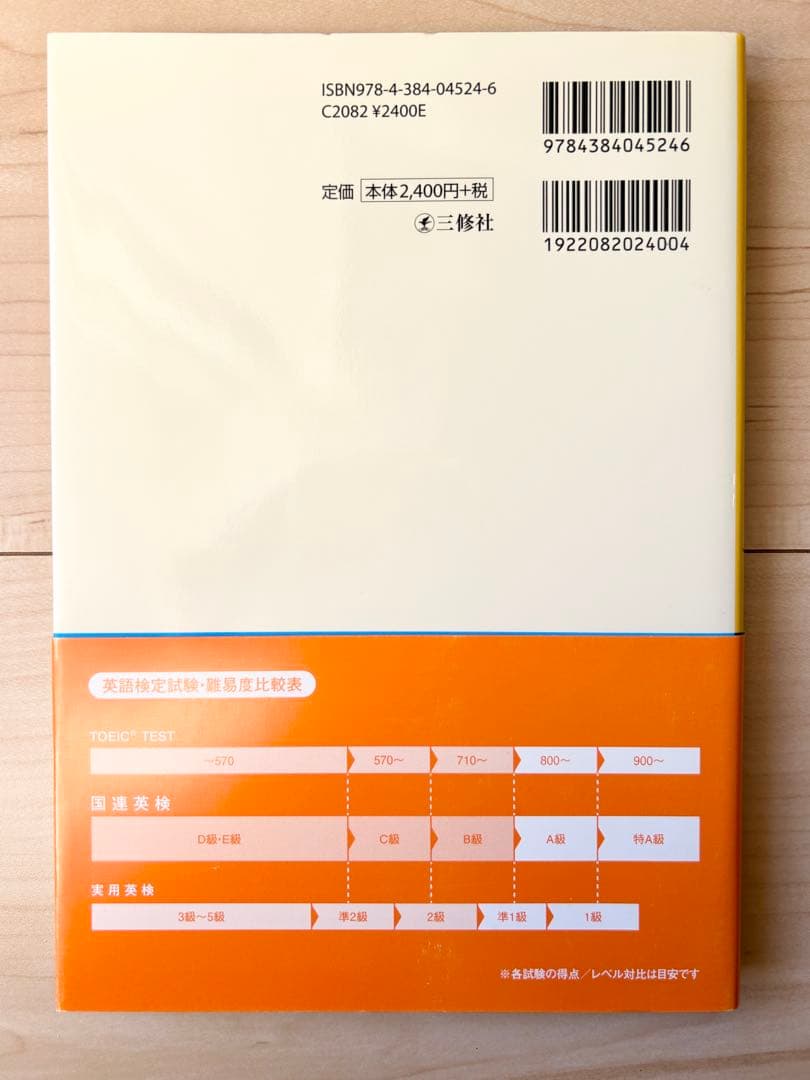 ISBN978-4-384-04524-6
C2082 ¥2400E
9784384045246
定価 本体2,400円+税
三修社
1922082024004
英語検定試験・難易度比較表
TOEIC® TEST
〜570 570〜 710〜 800〜 900〜
国連英検
D級・E級 C級 B級 A級 特A級
実用英検
3級〜5級 準2級 2級 準1級 1級
※各試験の得点/レベル対比は目安です